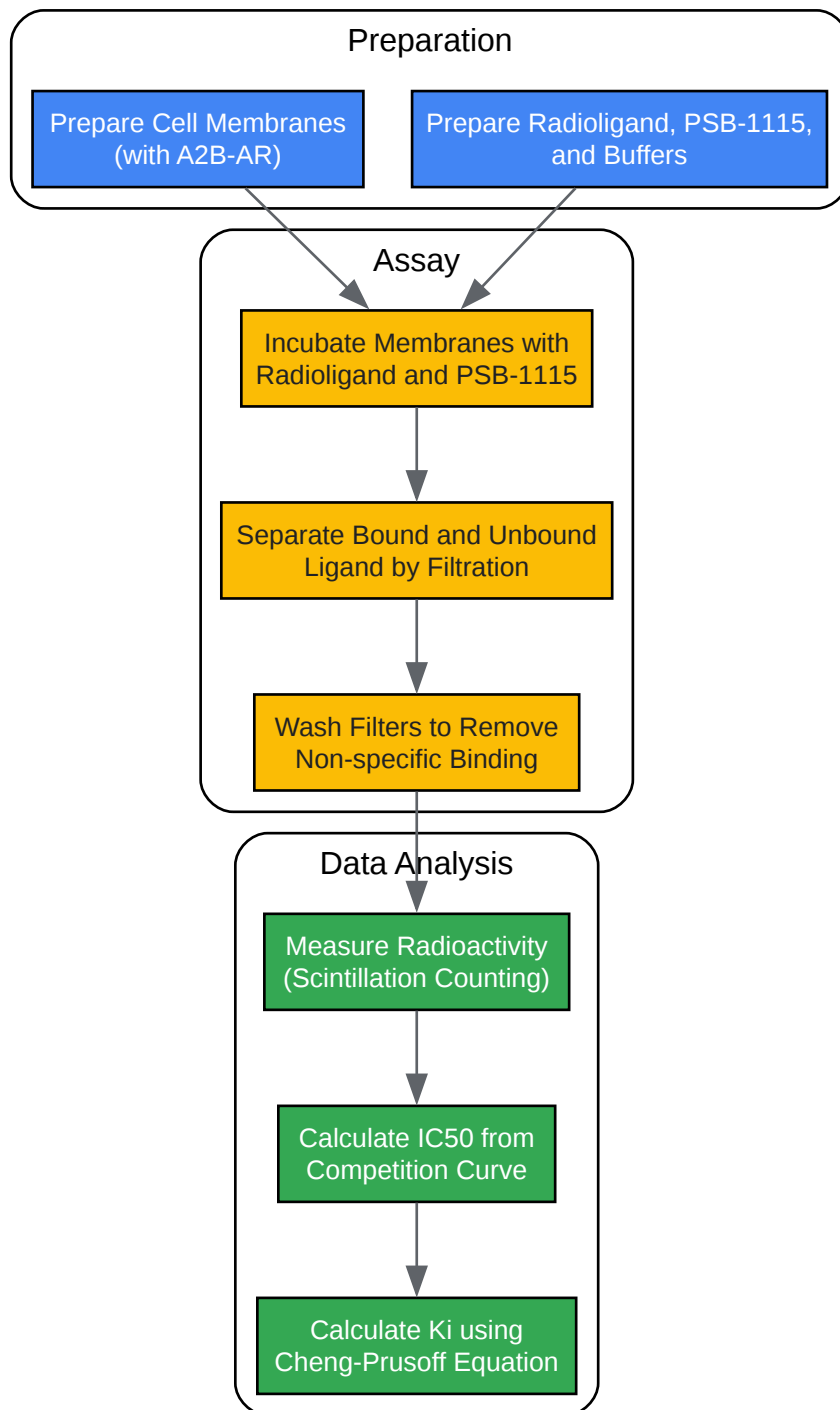 Preparation
Prepare Cell Membranes
(with A2B-AR)
Prepare Radioligand, PSB-1115,
and Buffers
Assay
Incubate Membranes with
Radioligand and PSB-1115
Separate Bound and Unbound
Ligand by Filtration
Wash Filters to Remove
Non-specific Binding
Data Analysis
Measure Radioactivity
(Scintillation Counting)
Calculate IC50 from
Competition Curve
Calculate Ki using
Cheng-Prusoff Equation